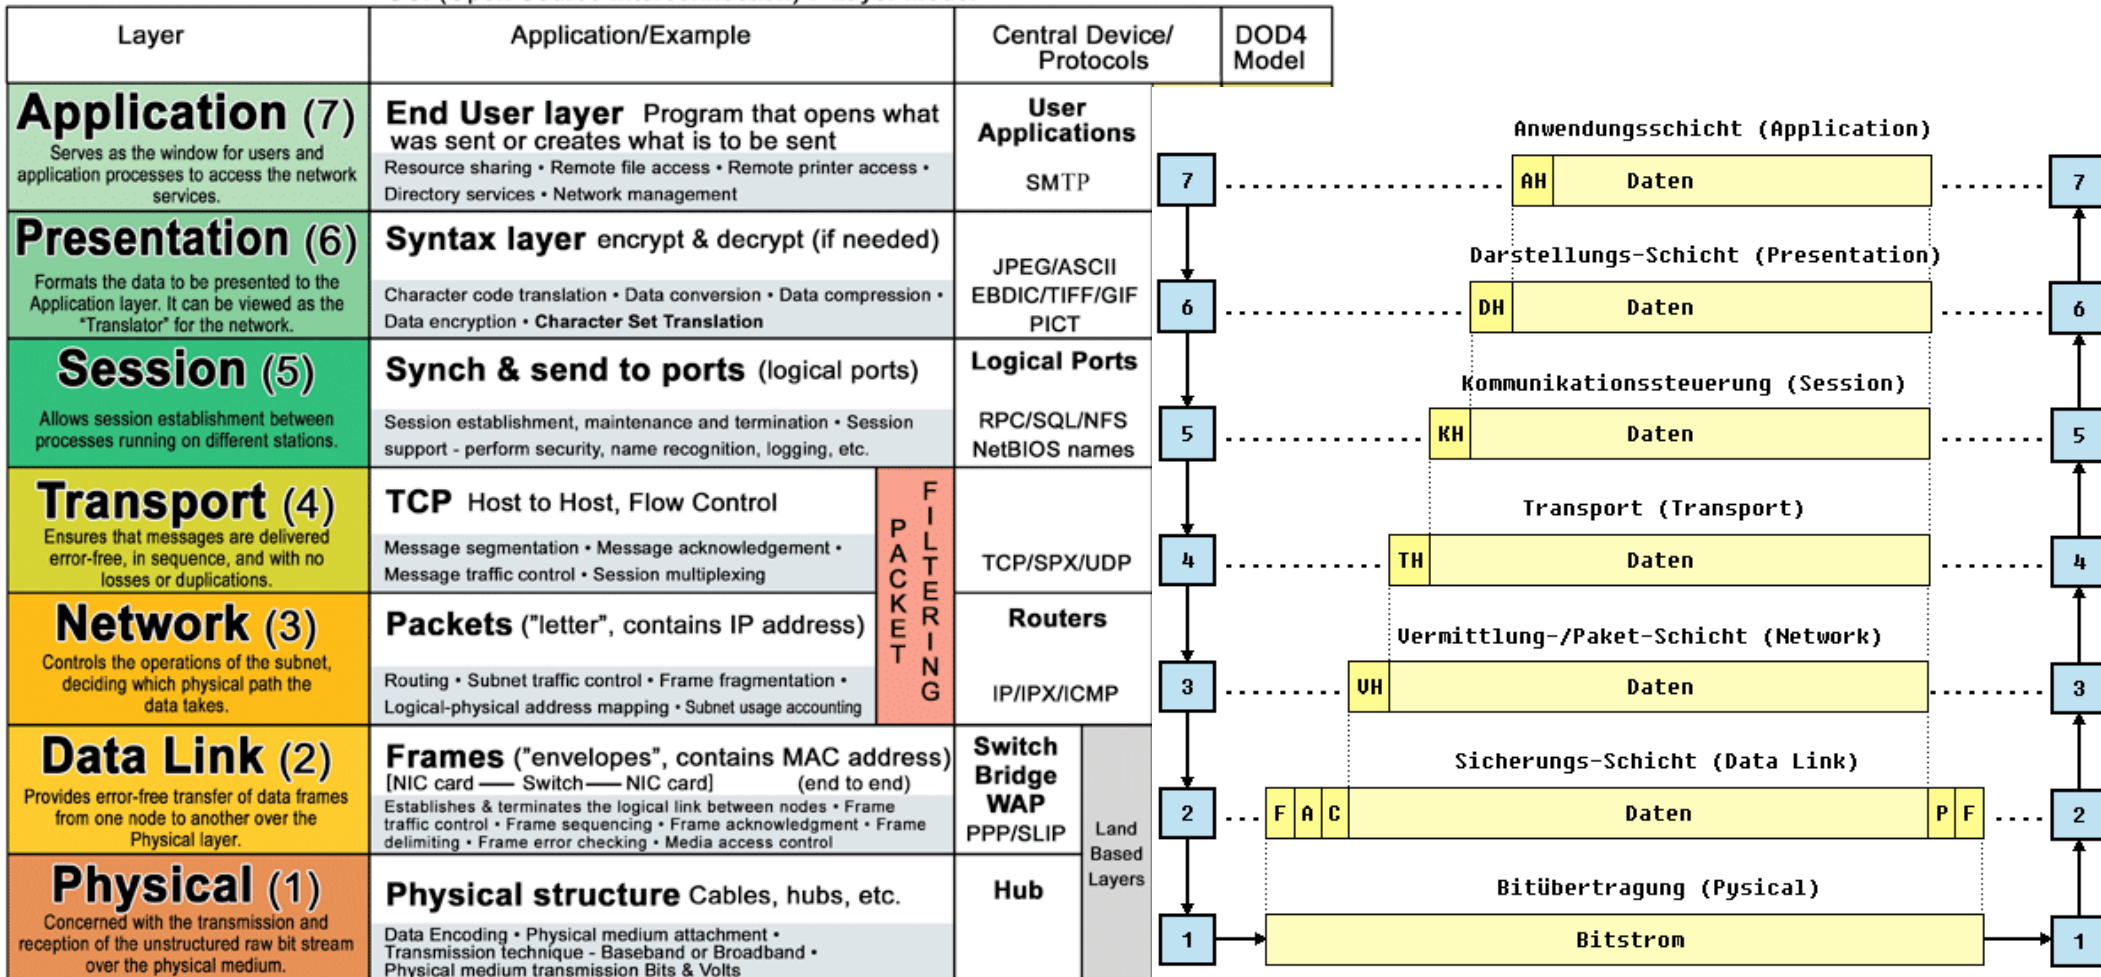 Layer
Application/Example
Central Device/
Protocols
DOD4
Model
Application (7)
Serves as the window for users and
application processes to access the network
services.
End User layer Program that opens what
was sent or creates what is to be sent
Resource sharing • Remote file access • Remote printer access •
Directory services • Network management
User
Applications
SMTP
Presentation (6)
Formats the data to be presented to the
Application layer. It can be viewed as the
"Translator" for the network.
Syntax layer encrypt & decrypt (if needed)
Character code translation • Data conversion • Data compression •
Data encryption • Character Set Translation
JPEG/ASCII
EBDIC/TIFF/GIF
PICT
Session (5)
Allows session establishment between
processes running on different stations.
Synch & send to ports (logical ports)
Session establishment, maintenance and termination • Session
support - perform security, name recognition, logging, etc.
Logical Ports
RPC/SQL/NFS
NetBIOS names
Transport (4)
Ensures that messages are delivered
error-free, in sequence, and with no
losses or duplications.
TCP Host to Host, Flow Control
Message segmentation • Message acknowledgement •
Message traffic control • Session multiplexing
PACKET
FILTERING
TCP/SPX/UDP
Network (3)
Controls the operations of the subnet,
deciding which physical path the
data takes.
Packets ("letter", contains IP address)
Routing • Subnet traffic control • Frame fragmentation •
Logical-physical address mapping • Subnet usage accounting
Routers
IP/IPX/ICMP
Data Link (2)
Provides error-free transfer of data frames
from one node to another over the
Physical layer.
Frames ("envelopes", contains MAC address)
[NIC card — Switch — NIC card] (end to end)
Establishes & terminates the logical link between nodes • Frame
traffic control • Frame sequencing • Frame acknowledgment • Frame
delimiting • Frame error checking • Media access control
Switch
Bridge
WAP
PPP/SLIP
Land
Based
Layers
Physical (1)
Concerned with the transmission and
reception of the unstructured raw bit stream
over the physical medium.
Physical structure Cables, hubs, etc.
Data Encoding • Physical medium attachment •
Transmission technique - Baseband or Broadband •
Physical medium transmission Bits & Volts
Hub
Anwendungsschicht (Application)
7 AH Daten 7
Darstellungs-Schicht (Presentation)
6 DH Daten 6
Kommunikationssteuerung (Session)
5 KH Daten 5
Transport (Transport)
4 TH Daten 4
Vermittlung-/Paket-Schicht (Network)
3 VH Daten 3
Sicherungs-Schicht (Data Link)
2 F A C Daten P F 2
Bitübertragung (Pysical)
1 Bitstrom 1